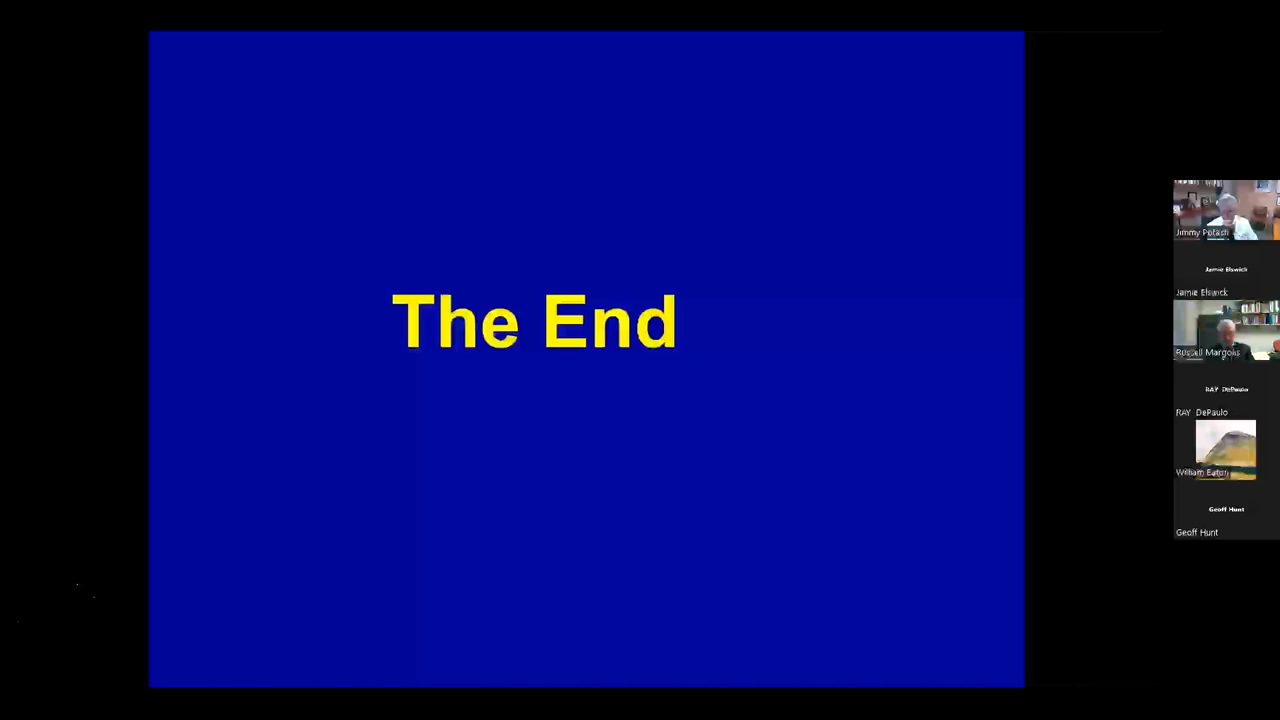 The End
Jimmy Potash
Jamie Elswick
Jamie Elswick
Russell Margolis
RAY DePaulo
RAY DePaulo
William Eaton
Geoff Hunt
Geoff Hunt